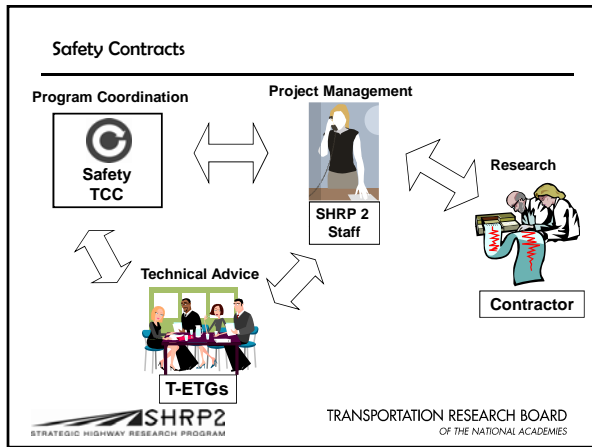 Safety Contracts
Program Coordination
Project Management
Safety
TCC
SHRP 2
Staff
Research
Contractor
Technical Advice
T-ETGs
SHRP2
STRATEGIC HIGHWAY RESEARCH PROGRAM
TRANSPORTATION RESEARCH BOARD
OF THE NATIONAL ACADEMIES